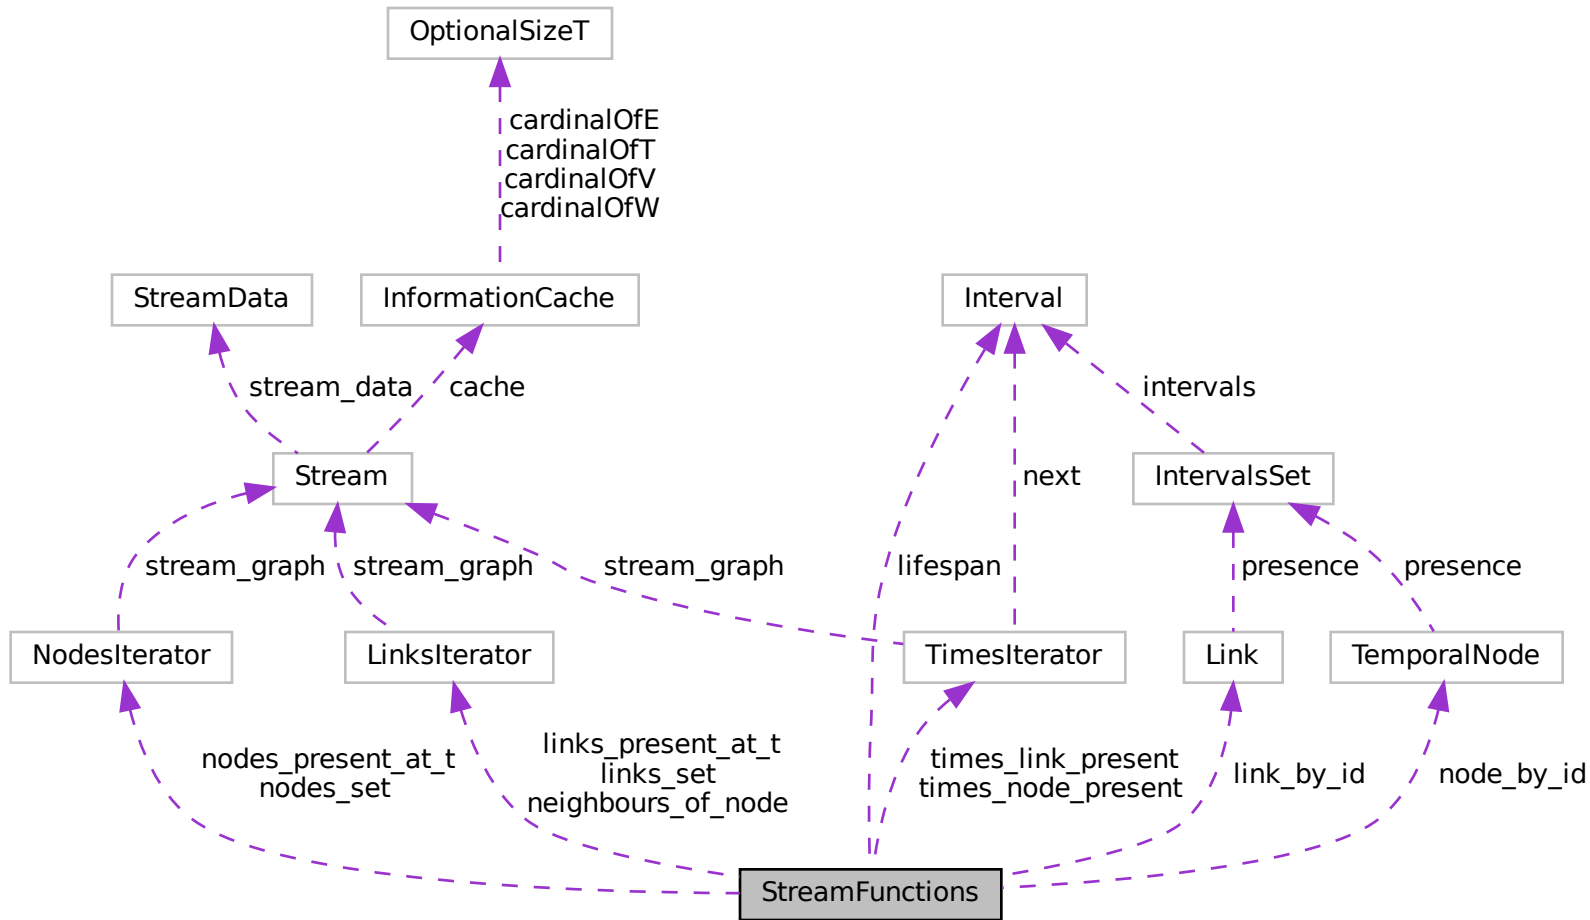 OptionalSizeT
cardinalOfE
cardinalOfT
cardinalOfV
cardinalOfW
StreamData
InformationCache
Interval
stream_data
cache
intervals
Stream
next
IntervalsSet
stream_graph
stream_graph
stream_graph
lifespan
presence
presence
NodesIterator
LinksIterator
TimesIterator
Link
TemporalNode
nodes_present_at_t
nodes_set
links_present_at_t
links_set
neighbours_of_node
times_link_present
times_node_present
link_by_id
node_by_id
StreamFunctions